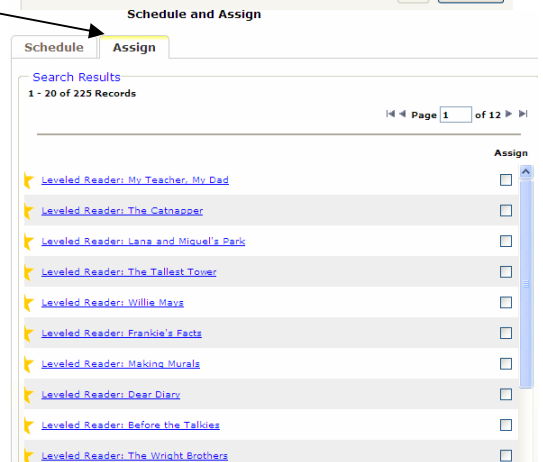 Schedule and Assign
Schedule Assign
Search Results
1 - 20 of 225 Records
Page 1 of 12
Assign
Leveled Reader: My Teacher, My Dad
Leveled Reader: The Catnapper
Leveled Reader: Lana and Miguel's Park
Leveled Reader: The Tallest Tower
Leveled Reader: Willie Mays
Leveled Reader: Frankie's Facts
Leveled Reader: Making Murals
Leveled Reader: Dear Diary
Leveled Reader: Before the Talkies
Leveled Reader: The Wright Brothers